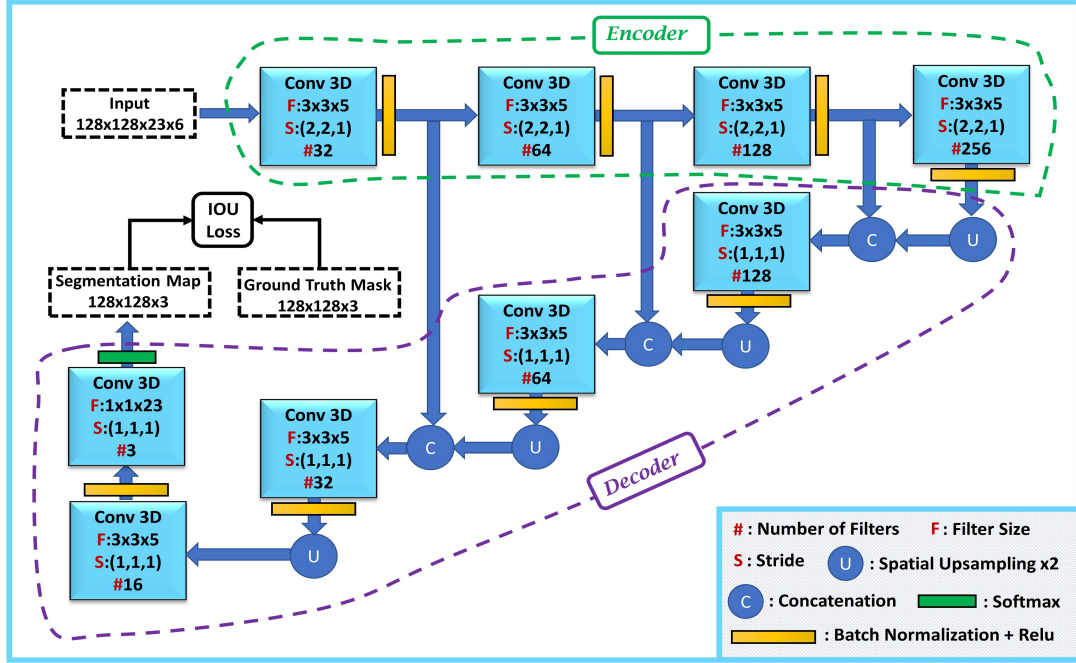 Encoder
Input
128x128x23x6
Conv 3D
F:3x3x5
S:(2,2,1)
#32
Conv 3D
F:3x3x5
S:(2,2,1)
#64
Conv 3D
F:3x3x5
S:(2,2,1)
#128
Conv 3D
F:3x3x5
S:(2,2,1)
#256
IOU
Loss
Segmentation Map
128x128x3
Ground Truth Mask
128x128x3
Conv 3D
F:3x3x5
S:(1,1,1)
#128
C
U
Conv 3D
F:3x3x5
S:(1,1,1)
#64
C
U
Conv 3D
F:3x3x5
S:(1,1,1)
#32
C
U
Conv 3D
F:1x1x23
S:(1,1,1)
#3
Conv 3D
F:3x3x5
S:(1,1,1)
#16
U
Decoder
# : Number of Filters F : Filter Size
S : Stride U : Spatial Upsampling x2
C : Concatenation : Softmax
: Batch Normalization + Relu